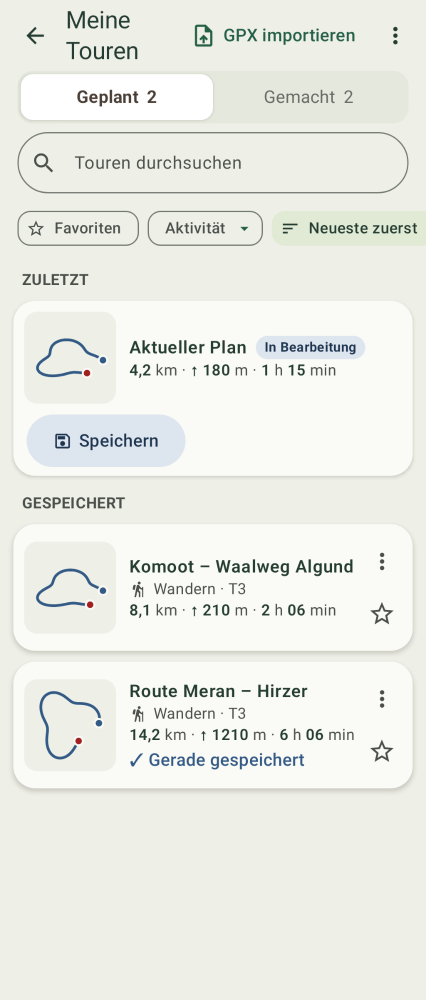 Meine
Touren
GPX importieren
Geplant 2
Gemacht 2
Touren durchsuchen
Favoriten
Aktivität
Neueste zuerst
ZULETZT
Aktueller Plan
In Bearbeitung
4,2 km · ↑ 180 m · 1 h 15 min
Speichern
GESPEICHERT
Komoot – Waalweg Algund
Wandern · T3
8,1 km · ↑ 210 m · 2 h 06 min
Route Meran – Hirzer
Wandern · T3
14,2 km · ↑ 1210 m · 6 h 06 min
✓ Gerade gespeichert